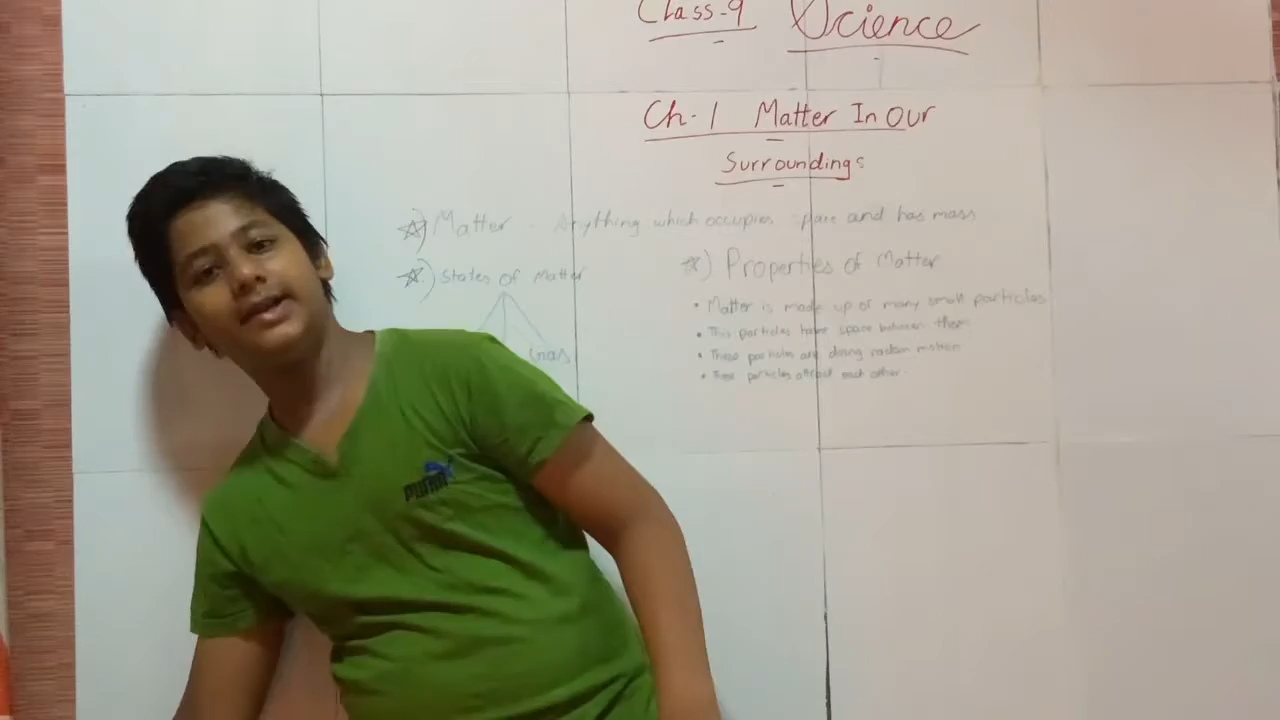 Class-9 Science
Ch-1 Matter In Our
Surroundings
Matter - Anything which occupies space and has mass
States of Matter
Gas
Properties of Matter
• Matter is made up of many small particles
• This particles have space between them
• These particles are doing random motion
• These particles attract each other.
PUMA